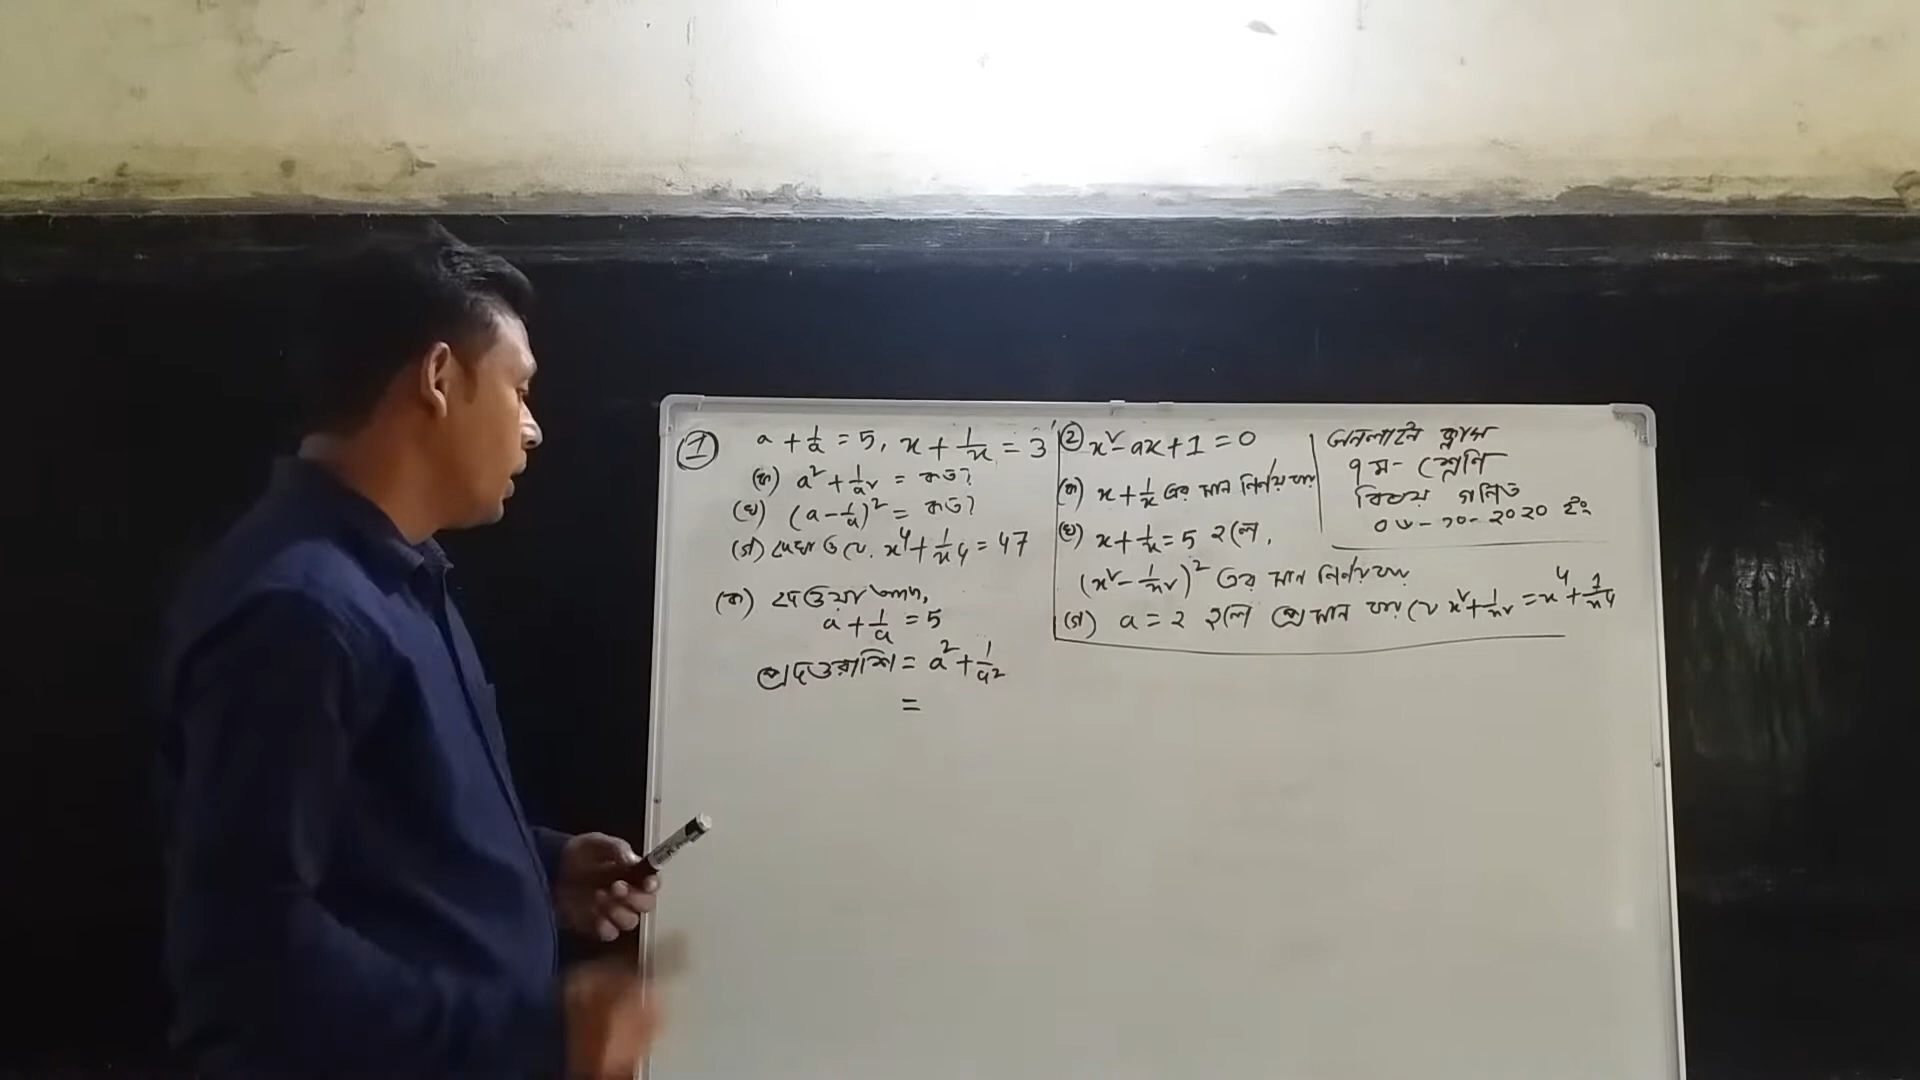 ① a + 1/a = 5, x + 1/x = 3
(ক) a² + 1/a² = কত?
(খ) (a - 1/a)² = কত?
(গ) দেখাও যে, x⁴ + 1/x⁴ = 47
(ক) দেওয়া আছে,
a + 1/a = 5
প্রদত্তরাশি = a² + 1/a²
=
② x² - ax + 1 = 0
(ক) x + 1/x এর মান নির্ণয় কর
(খ) x + 1/x = 5 হলে,
(x² - 1/x²)² এর মান নির্ণয় কর
(গ) a = ২ হলে প্রমান কর যে x² + 1/x² = x⁴ + 1/x⁴
অনলাইন ক্লাস
৭ম- শ্রেণি
বিষয় গনিত
০৬-১০-২০২০ ইং